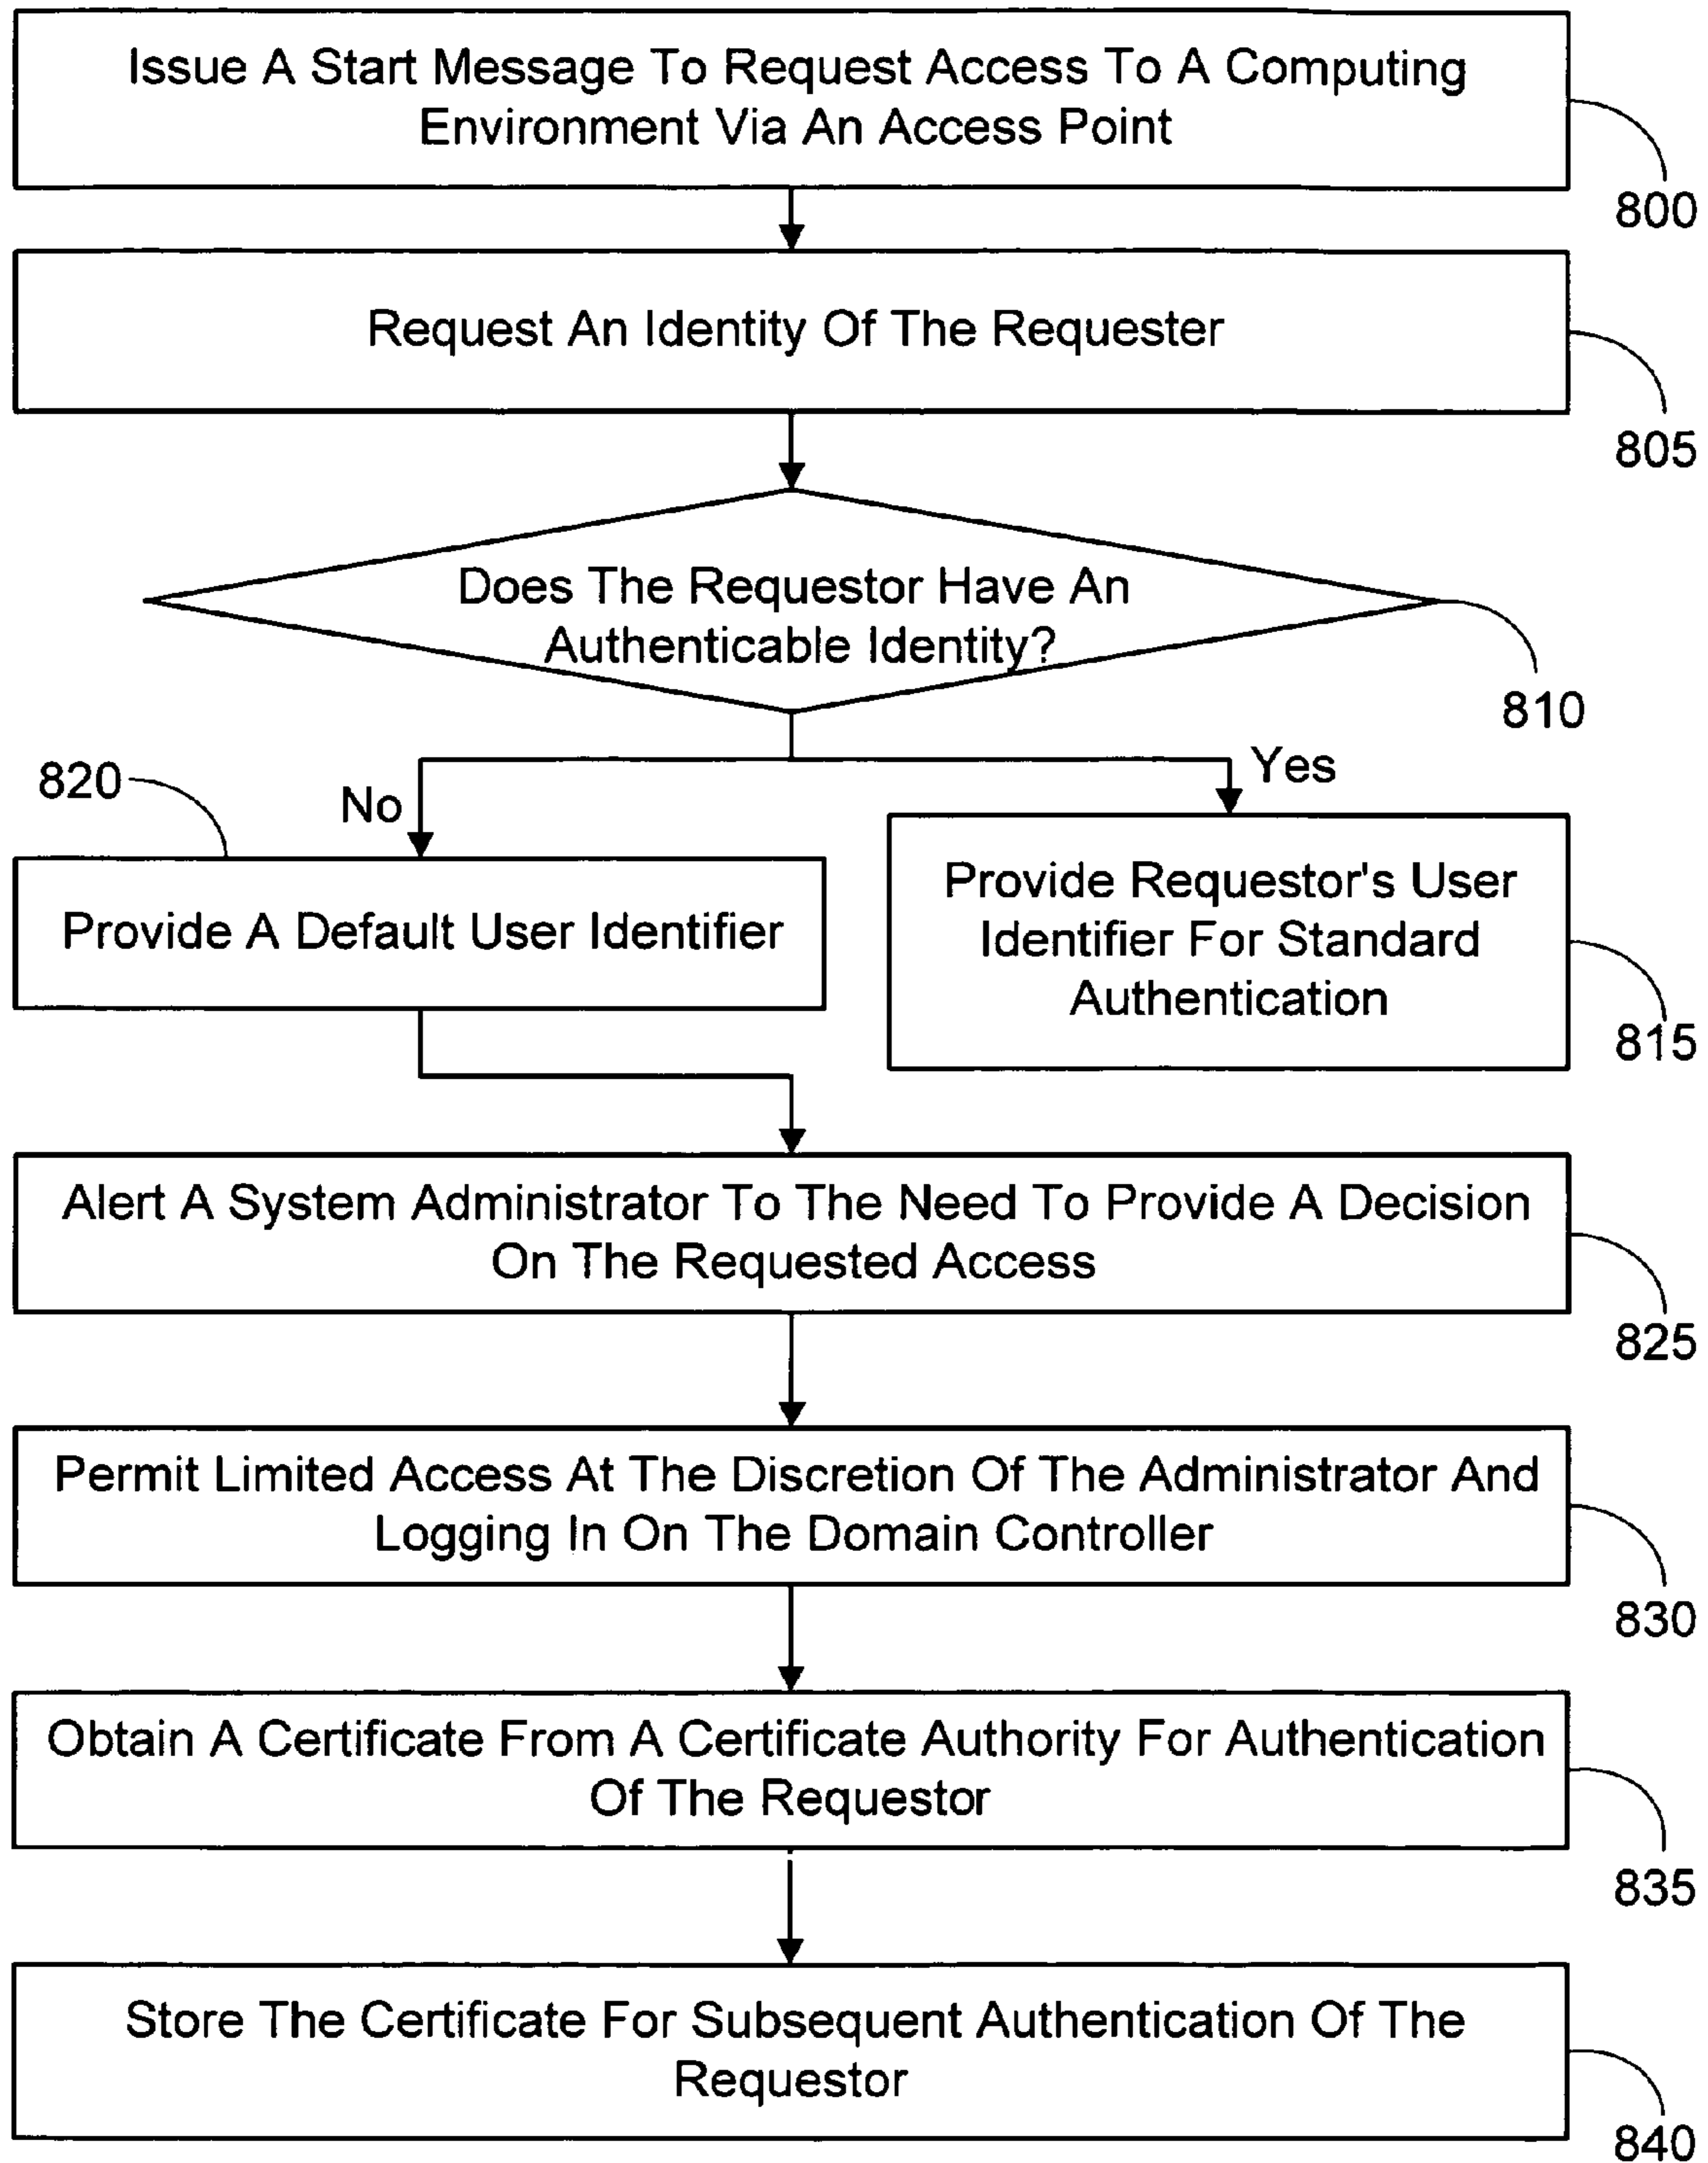 Issue A Start Message To Request Access To A Computing
Environment Via An Access Point
800
Request An Identity Of The Requester
805
Does The Requestor Have An
Authenticable Identity?
810
820
No
Yes
Provide A Default User Identifier
Provide Requestor's User
Identifier For Standard
Authentication
815
Alert A System Administrator To The Need To Provide A Decision
On The Requested Access
825
Permit Limited Access At The Discretion Of The Administrator And
Logging In On The Domain Controller
830
Obtain A Certificate From A Certificate Authority For Authentication
Of The Requestor
835
Store The Certificate For Subsequent Authentication Of The
Requestor
840